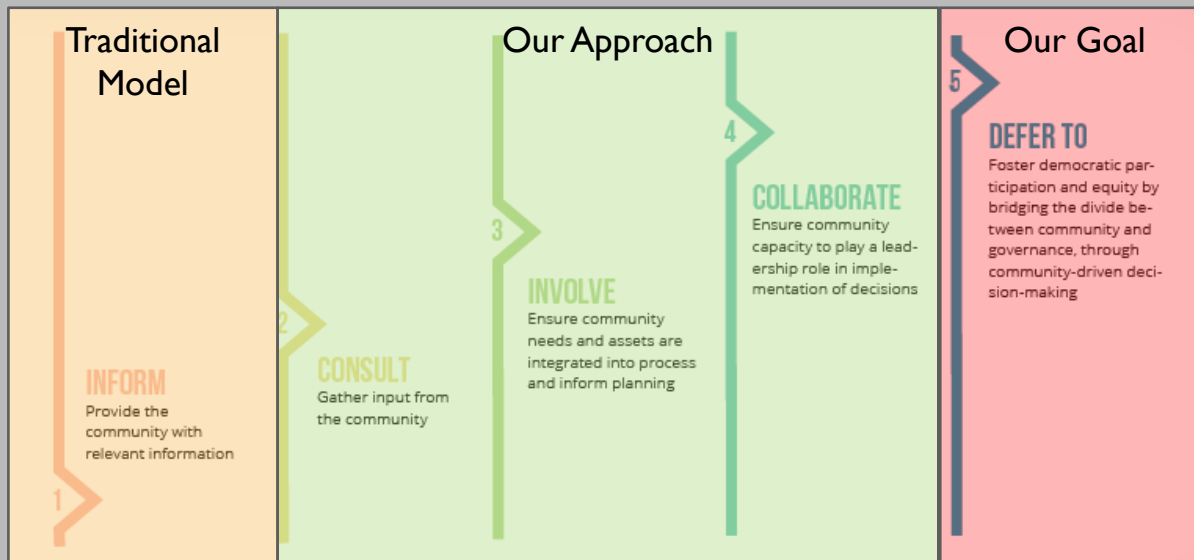 Traditional
Model
1
INFORM
Provide the
community with
relevant information
Our Approach
2
CONSULT
Gather input from
the community
3
INVOLVE
Ensure community
needs and assets are
integrated into process
and inform planning
4
COLLABORATE
Ensure community
capacity to play a lead-
ership role in imple-
mentation of decisions
Our Goal
5
DEFER TO
Foster democratic par-
ticipation and equity by
bridging the divide be-
tween community and
governance, through
community-driven deci-
sion-making